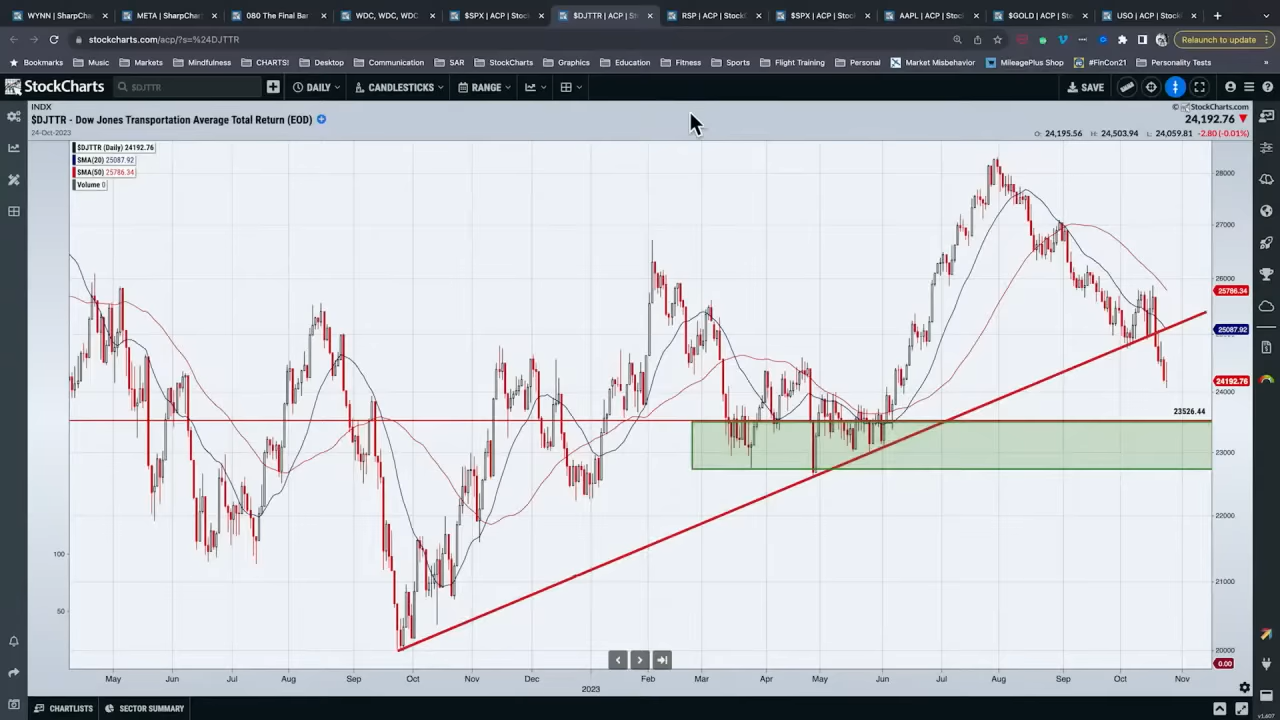 WYNN | SharpCha
META | SharpChart
080 The Final Bar
WDC, WDC, WDC
$SPX | ACP | Stoc
$DJTTR | ACP | S
RSP | ACP | StockC
$SPX | ACP | Stoc
AAPL | ACP | Stoc
$GOLD | ACP | St
USO | ACP | Stock
stockcharts.com/acp/?s=%24DJTTR
Relaunch to update
Bookmarks
Music
Markets
Mindfulness
CHARTS!
Desktop
Communication
SAR
StockCharts
Graphics
Education
Fitness
Sports
Flight Training
Personal
Market Misbehavior
MileagePlus Shop
#FinCon21
Personality Tests
StockCharts
$DJTTR
DAILY
CANDLESTICKS
RANGE
SAVE
INDX
© StockCharts.com
$DJTTR - Dow Jones Transportation Average Total Return (EOD)
24,192.76
24-Oct-2023
O: 24,195.56 H: 24,503.94 L: 24,059.81 -2.80 (-0.01%)
$DJTTR (Daily) 24192.76
SMA(20) 25087.92
SMA(50) 25786.34
Volume 0
28000
27000
26000
25786.34
25087.92
24192.76
24000
23526.44
23000
22000
100
21000
50
20000
0.00
May
Jun
Jul
Aug
Sep
Oct
Nov
Dec
2023
Feb
Mar
Apr
May
Jun
Jul
Aug
Sep
Oct
Nov
CHARTLISTS
SECTOR SUMMARY